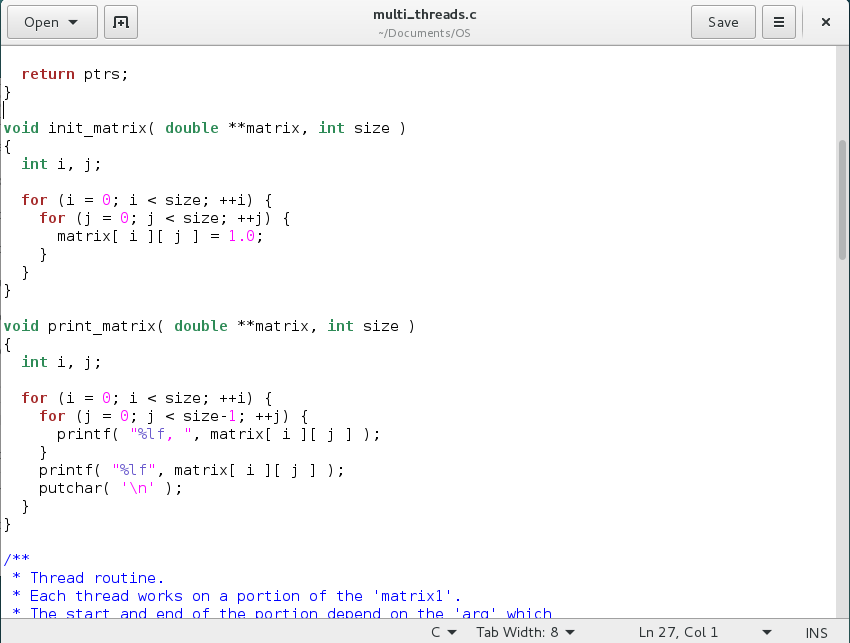 Open
multi_threads.c
~/Documents/OS
Save
  return ptrs;
}

void init_matrix( double **matrix, int size )
{
  int i, j;

  for (i = 0; i < size; ++i) {
    for (j = 0; j < size; ++j) {
      matrix[ i ][ j ] = 1.0;
    }
  }
}

void print_matrix( double **matrix, int size )
{
  int i, j;

  for (i = 0; i < size; ++i) {
    for (j = 0; j < size-1; ++j) {
      printf( "%lf, ", matrix[ i ][ j ] );
    }
    printf( "%lf", matrix[ i ][ j ] );
    putchar( '\n' );
  }
}

/**
 * Thread routine.
 * Each thread works on a portion of the 'matrix1'.
 * The start and end of the portion depend on the 'arg' which
C
Tab Width: 8
Ln 27, Col 1
INS